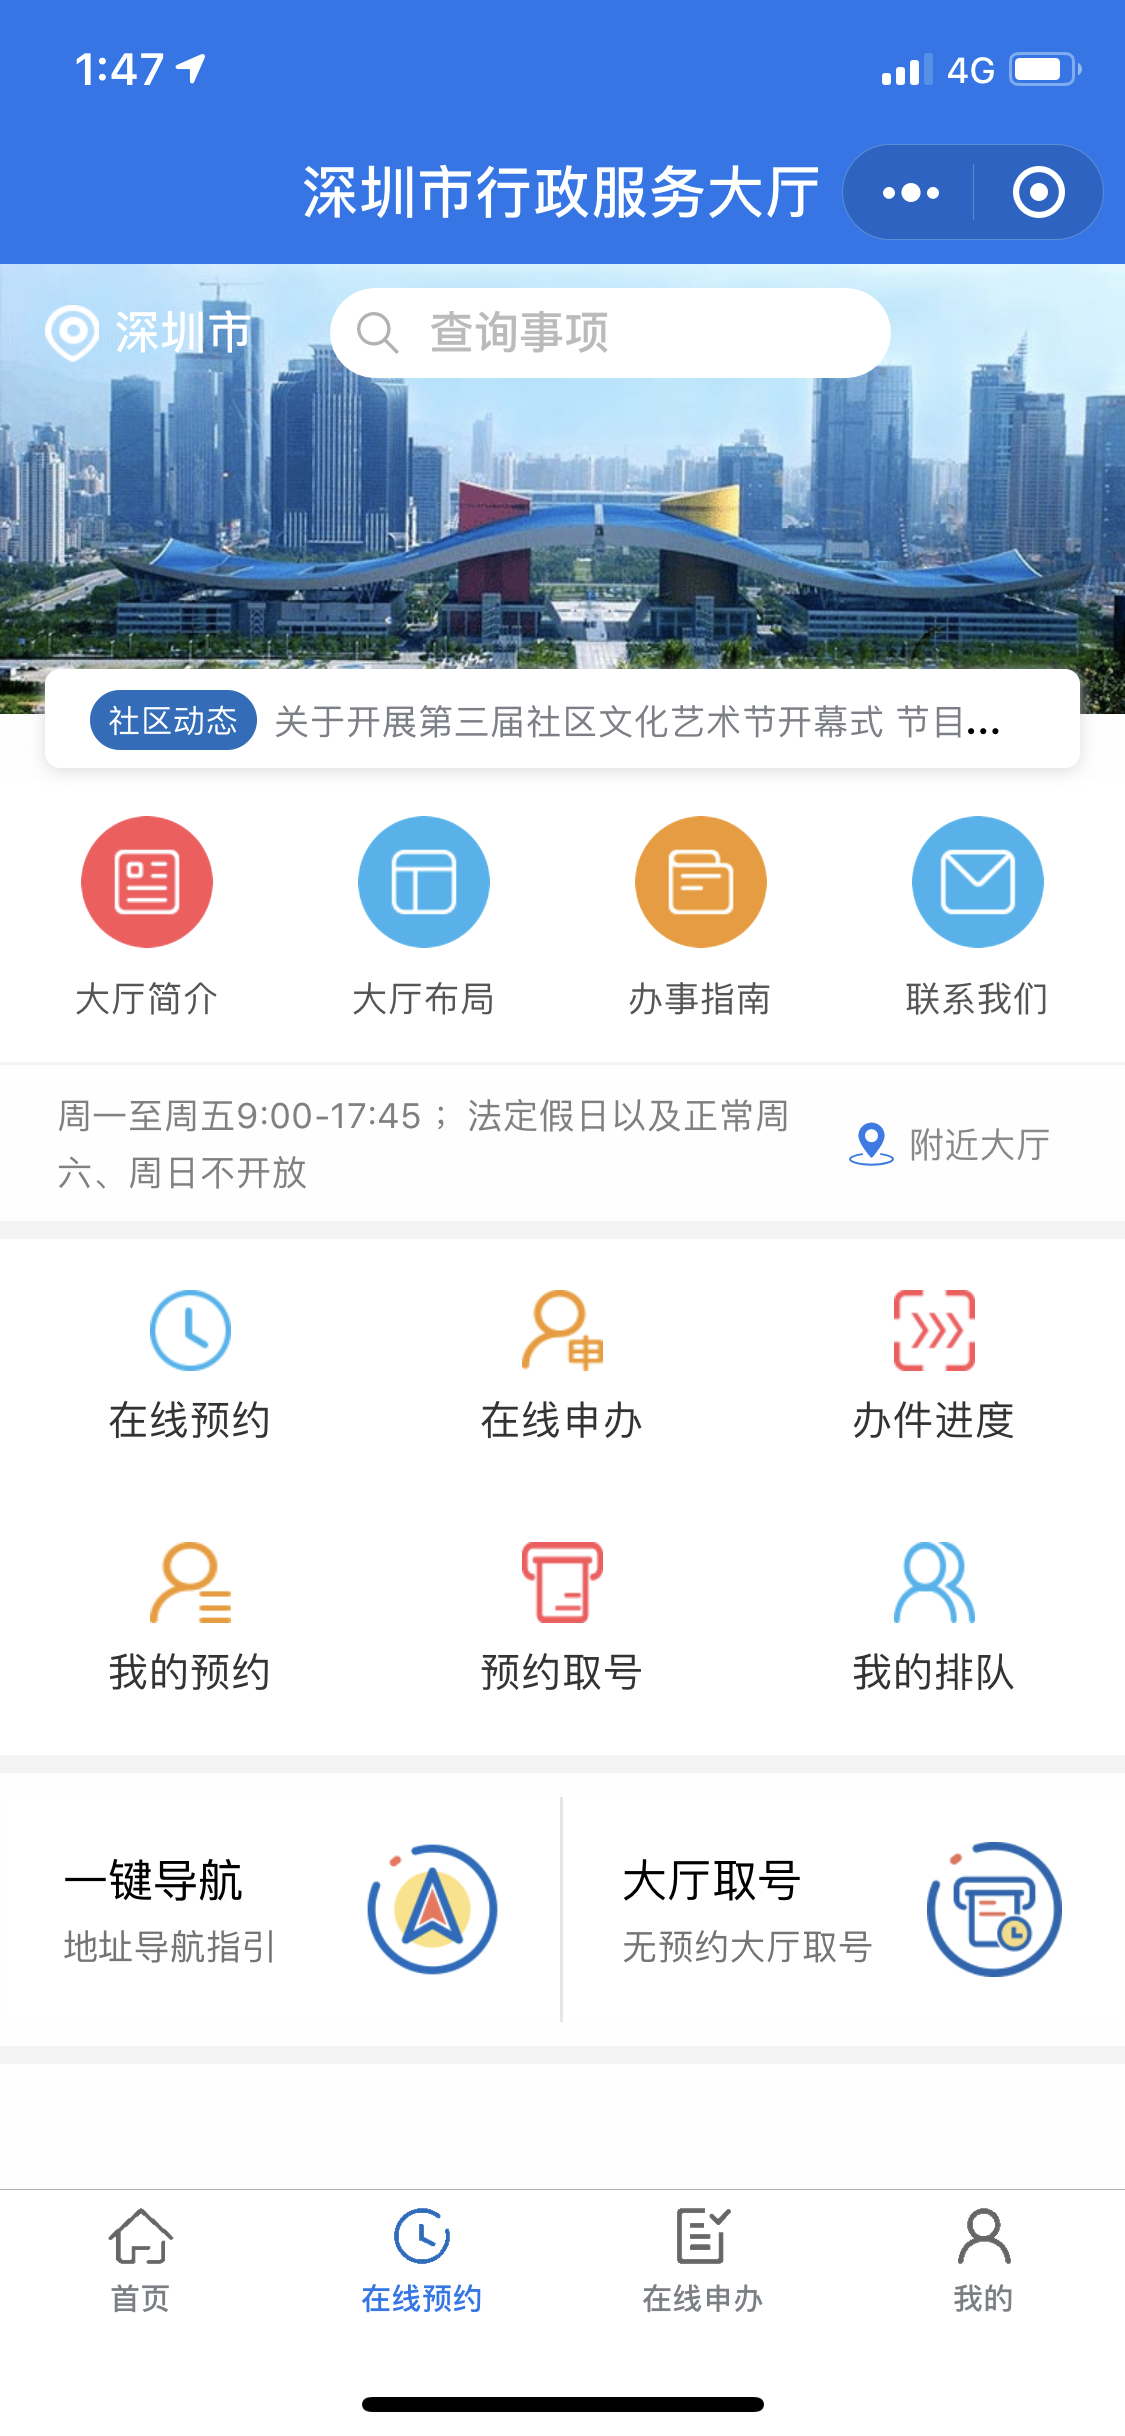 1:47
4G
深圳市行政服务大厅
深圳市
查询事项
社区动态 关于开展第三届社区文化艺术节开幕式 节目...
大厅简介
大厅布局
办事指南
联系我们
周一至周五9:00-17:45；法定假日以及正常周
六、周日不开放
附近大厅
在线预约
在线申办
办件进度
我的预约
预约取号
我的排队
一键导航
地址导航指引
大厅取号
无预约大厅取号
首页
在线预约
在线申办
我的